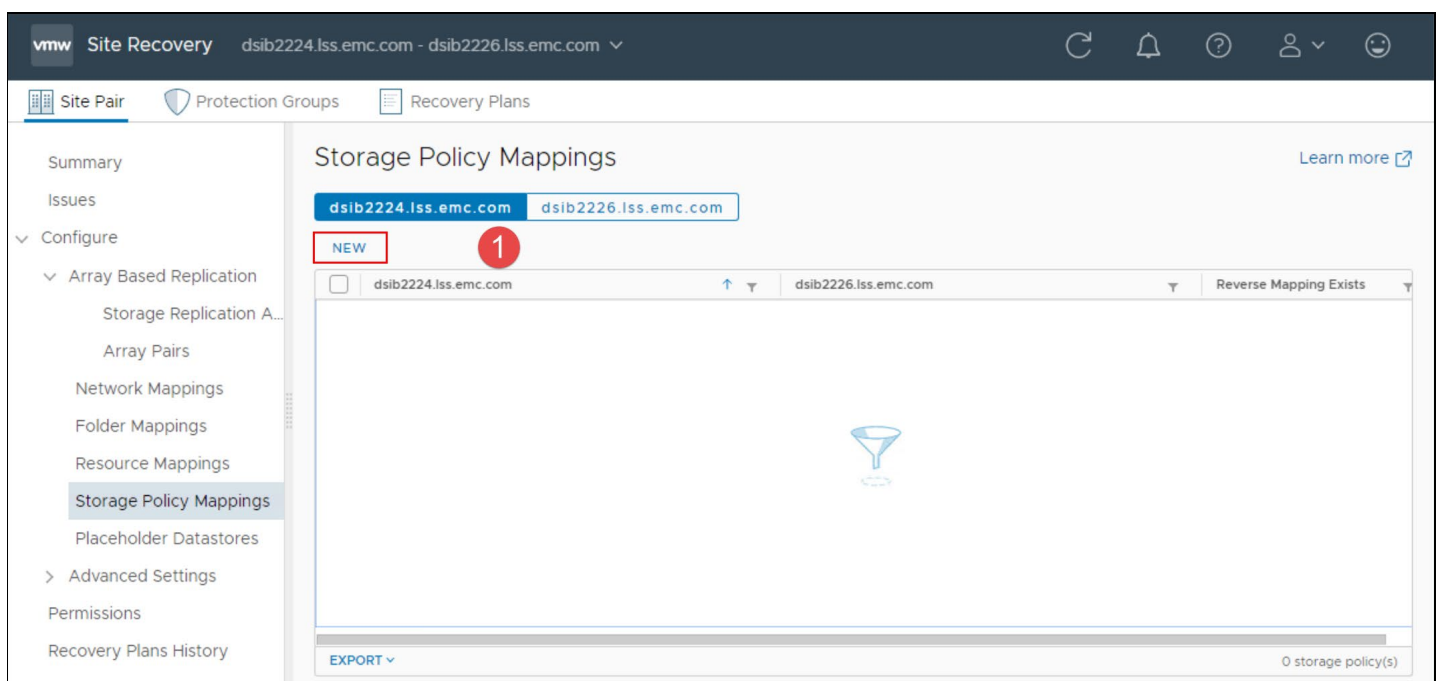 vmw Site Recovery dsib2224.lss.emc.com - dsib2226.lss.emc.com
Site Pair Protection Groups Recovery Plans
Summary
Issues
Configure
Array Based Replication
Storage Replication A...
Array Pairs
Network Mappings
Folder Mappings
Resource Mappings
Storage Policy Mappings
Placeholder Datastores
Advanced Settings
Permissions
Recovery Plans History
Storage Policy Mappings Learn more
dsib2224.lss.emc.com dsib2226.lss.emc.com
NEW 1
dsib2224.lss.emc.com dsib2226.lss.emc.com Reverse Mapping Exists
EXPORT 0 storage policy(s)